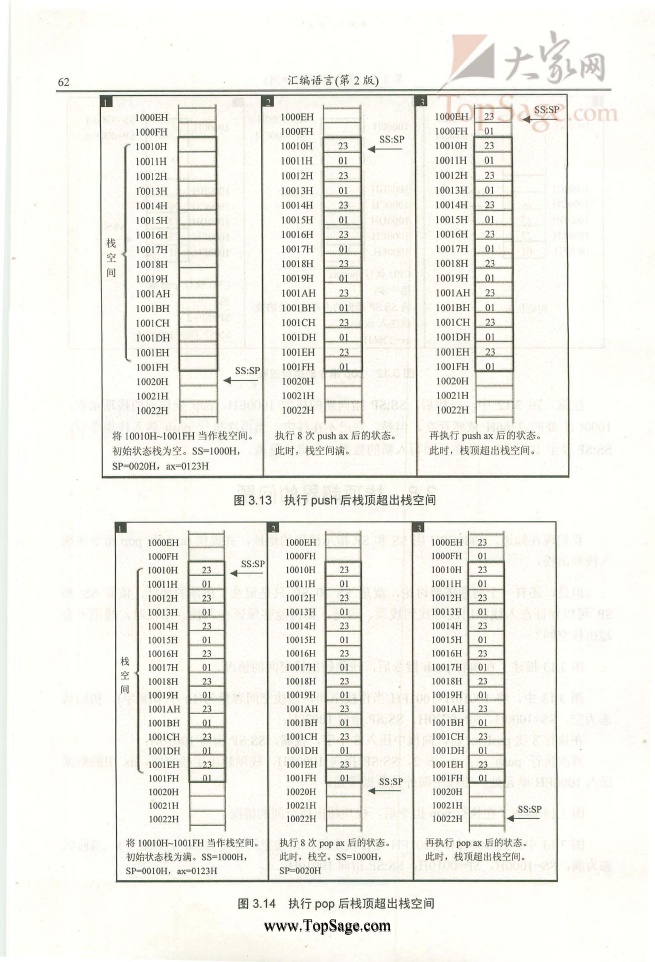 大家网
TopSage.com
62
汇编语言(第 2 版)
1
1000EH
1000FH
10010H
10011H
10012H
10013H
10014H
10015H
10016H
10017H
10018H
10019H
1001AH
1001BH
1001CH
1001DH
1001EH
1001FH
10020H
10021H
10022H
栈
空
间
SS:SP
将 10010H~1001FH 当作栈空间。
初始状态栈为空。SS=1000H,
SP=0020H,ax=0123H
2
1000EH
1000FH
10010H 23
10011H 01
10012H 23
10013H 01
10014H 23
10015H 01
10016H 23
10017H 01
10018H 23
10019H 01
1001AH 23
1001BH 01
1001CH 23
1001DH 01
1001EH 23
1001FH 01
10020H
10021H
10022H
SS:SP
执行 8 次 push ax 后的状态。
此时,栈空间满。
3
1000EH 23
1000FH 01
10010H 23
10011H 01
10012H 23
10013H 01
10014H 23
10015H 01
10016H 23
10017H 01
10018H 23
10019H 01
1001AH 23
1001BH 01
1001CH 23
1001DH 01
1001EH 23
1001FH 01
10020H
10021H
10022H
SS:SP
再执行 push ax 后的状态。
此时,栈顶超出栈空间。
图 3.13 执行 push 后栈顶超出栈空间
1
1000EH
1000FH
10010H 23
10011H 01
10012H 23
10013H 01
10014H 23
10015H 01
10016H 23
10017H 01
10018H 23
10019H 01
1001AH 23
1001BH 01
1001CH 23
1001DH 01
1001EH 23
1001FH 01
10020H
10021H
10022H
栈
空
间
SS:SP
将 10010H~1001FH 当作栈空间。
初始状态栈为满。SS=1000H,
SP=0010H,ax=0123H
2
1000EH
1000FH
10010H 23
10011H 01
10012H 23
10013H 01
10014H 23
10015H 01
10016H 23
10017H 01
10018H 23
10019H 01
1001AH 23
1001BH 01
1001CH 23
1001DH 01
1001EH 23
1001FH 01
10020H
10021H
10022H
SS:SP
执行 8 次 pop ax 后的状态。
此时,栈空。SS=1000H,
SP=0020H
3
1000EH 23
1000FH 01
10010H 23
10011H 01
10012H 23
10013H 01
10014H 23
10015H 01
10016H 23
10017H 01
10018H 23
10019H 01
1001AH 23
1001BH 01
1001CH 23
1001DH 01
1001EH 23
1001FH 01
10020H
10021H
10022H
SS:SP
再执行 pop ax 后的状态。
此时,栈顶超出栈空间。
图 3.14 执行 pop 后栈顶超出栈空间
www.TopSage.com